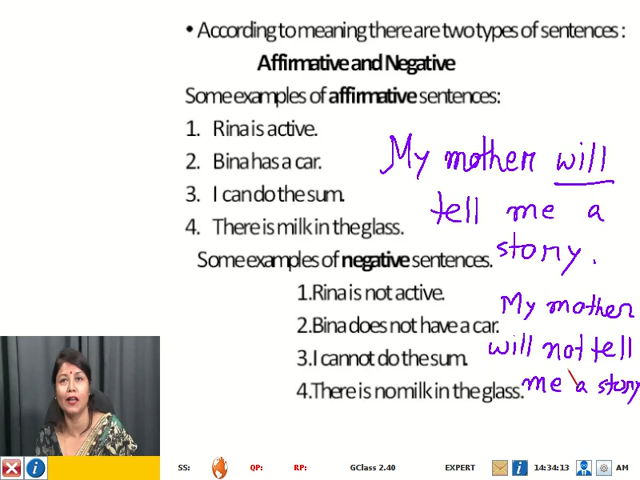 • According to meaning there are two types of sentences :
Affirmative and Negative
Some examples of affirmative sentences:
1. Rina is active.
2. Bina has a car.
3. I can do the sum.
4. There is milk in the glass.
My mother will
tell me a
story.
Some examples of negative sentences.
1.Rina is not active.
2.Bina does not have a car.
3.I cannot do the sum.
4.There is no milk in the glass.
My mother
will not tell
me a story
SS: QP: RP: GClass 2.40 EXPERT 14:34:13 AM